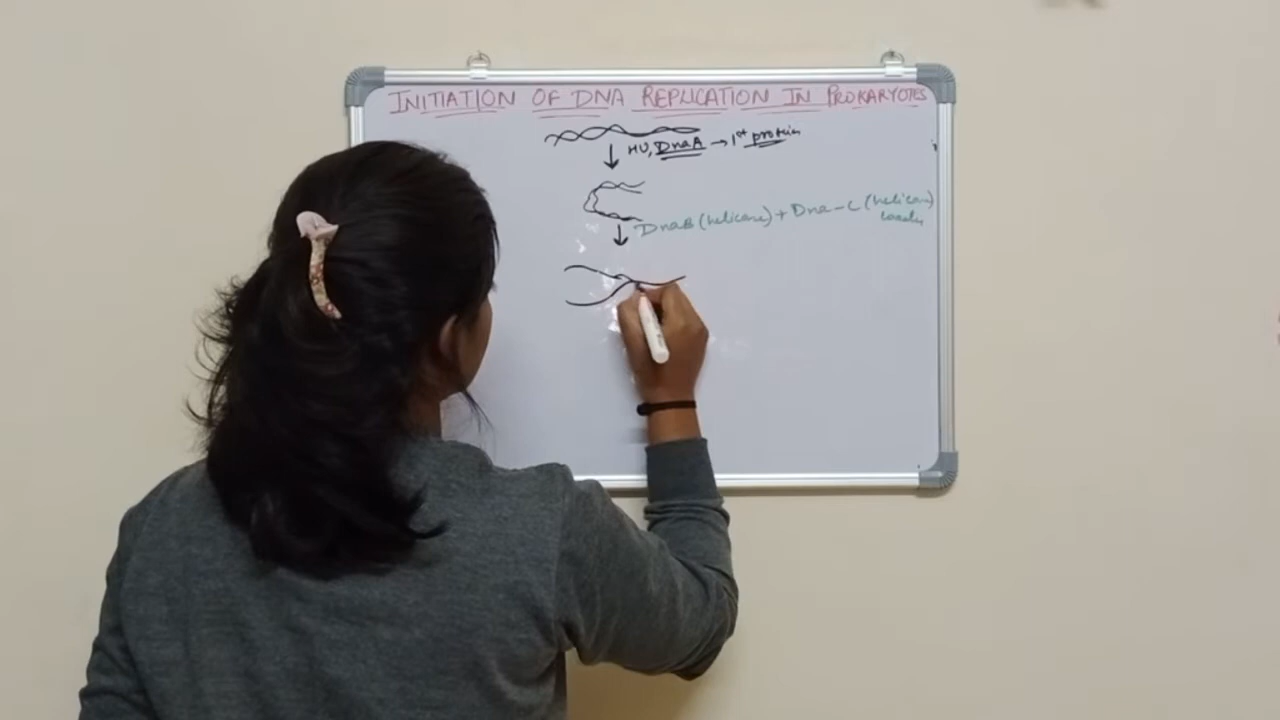 INITIATION OF DNA REPLICATION IN PROKARYOTES
HU, DnaA → 1st protein
DnaB (helicase) + Dna-C (helicase)
loader